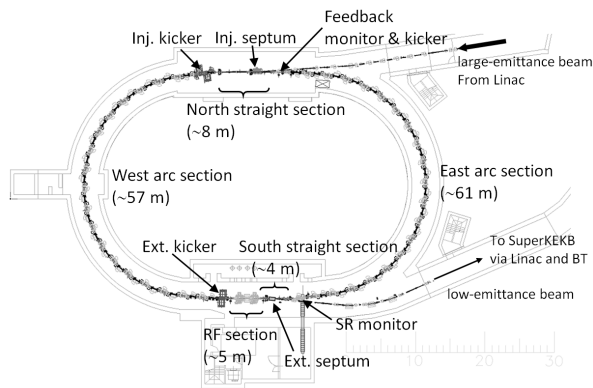 Inj. kicker
Inj. septum
Feedback
monitor & kicker
large-emittance beam
From Linac
North straight section
(~8 m)
West arc section
(~57 m)
East arc section
(~61 m)
Ext. kicker
South straight section
(~4 m)
To SuperKEKB
via Linac and BT
low-emittance beam
SR monitor
RF section
(~5 m)
Ext. septum
0 10 20 30